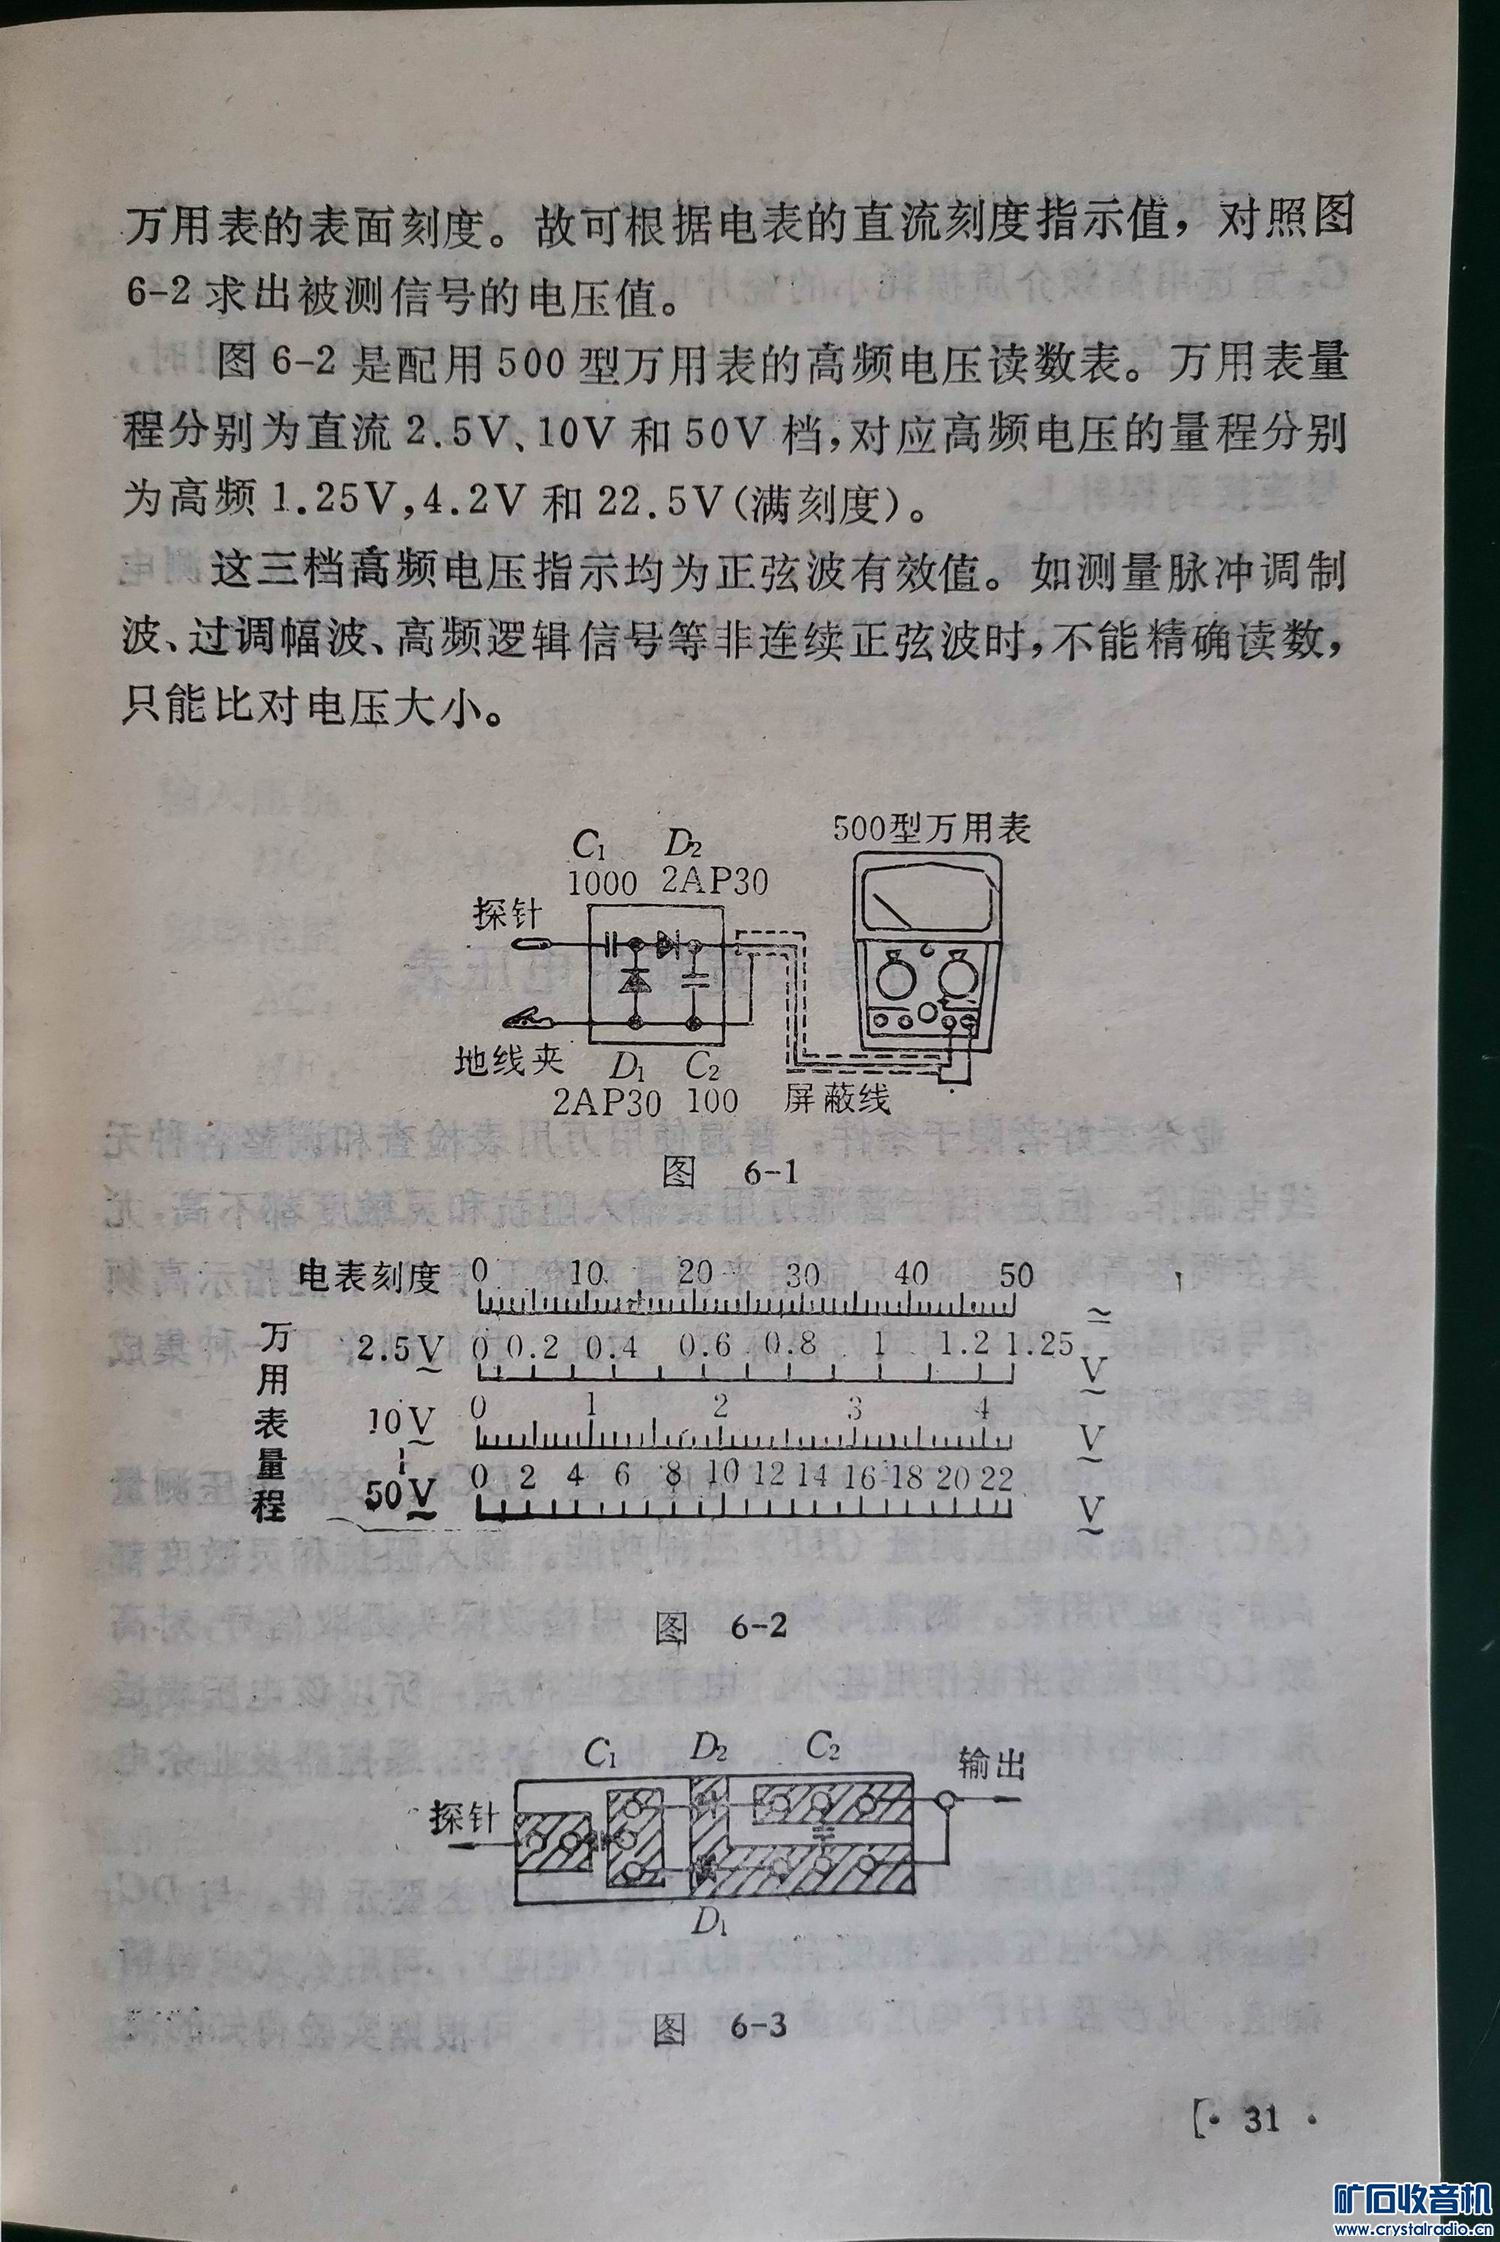 万用表的表面刻度。故可根据电表的直流刻度指示值，对照图
6-2求出被测信号的电压值。
图6-2是配用500型万用表的高频电压读数表。万用表量
程分别为直流2.5V、10V和50V档，对应高频电压的量程分别
为高频1.25V，4.2V和22.5V（满刻度）。
这三档高频电压指示均为正弦波有效值。如测量脉冲调制
波、过调幅波、高频逻辑信号等非连续正弦波时，不能精确读数，
只能比对电压大小。
500型万用表
C1 D2
1000 2AP30
探针
地线夹 D1 C2
2AP30 100 屏蔽线
图 6-1
电表刻度 0 10 20 30 40 50
≃
万用表量程
2.5V~ 0 0.2 0.4 0.6 0.8 1 1.2 1.25 V~
10V~ 0 1 2 3 4 V~
50V~ 0 2 4 6 8 10 12 14 16 18 20 22 V~
图 6-2
C1 D2 C2 输出
探针
D1
图 6-3
[· 31 ·
矿石收音机
www.crystalradio.cn